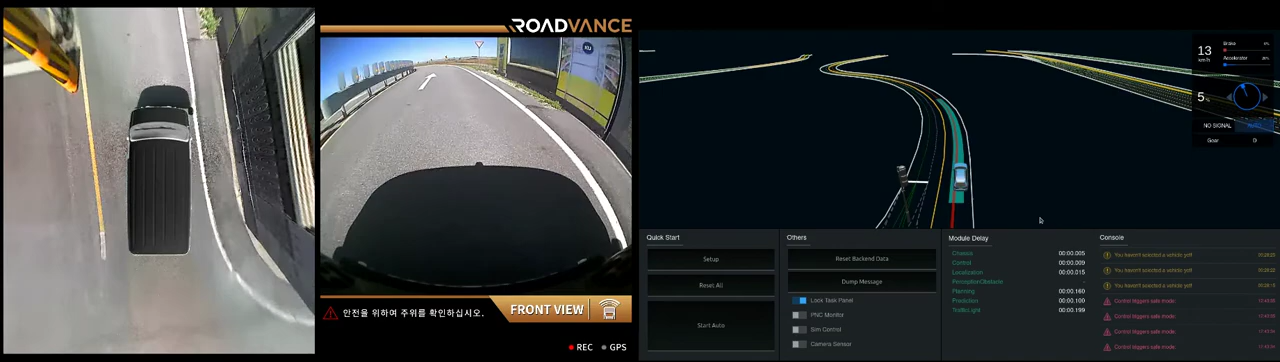 ROADVANCE
안전을 위하여 주위를 확인하십시오.
FRONT VIEW
REC
GPS
13
km/h
Brake
0%
Accelerator
20%
5
%
NO SIGNAL
AUTO
Gear
D
Quick Start
Setup
Reset All
Start Auto
Others
Reset Backend Data
Dump Message
Lock Task Panel
PNC Monitor
Sim Control
Camera Sensor
Module Delay
Chassis 00:00.005
Control 00:00.009
Localization 00:00.015
PerceptionObstacle -
Planning 00:00.160
Prediction 00:00.100
TrafficLight 00:00.199
Console
You haven't selected a vehicle yet!
You haven't selected a vehicle yet!
You haven't selected a vehicle yet!
Control triggers safe mode:
Control triggers safe mode:
Control triggers safe mode:
Control triggers safe mode: